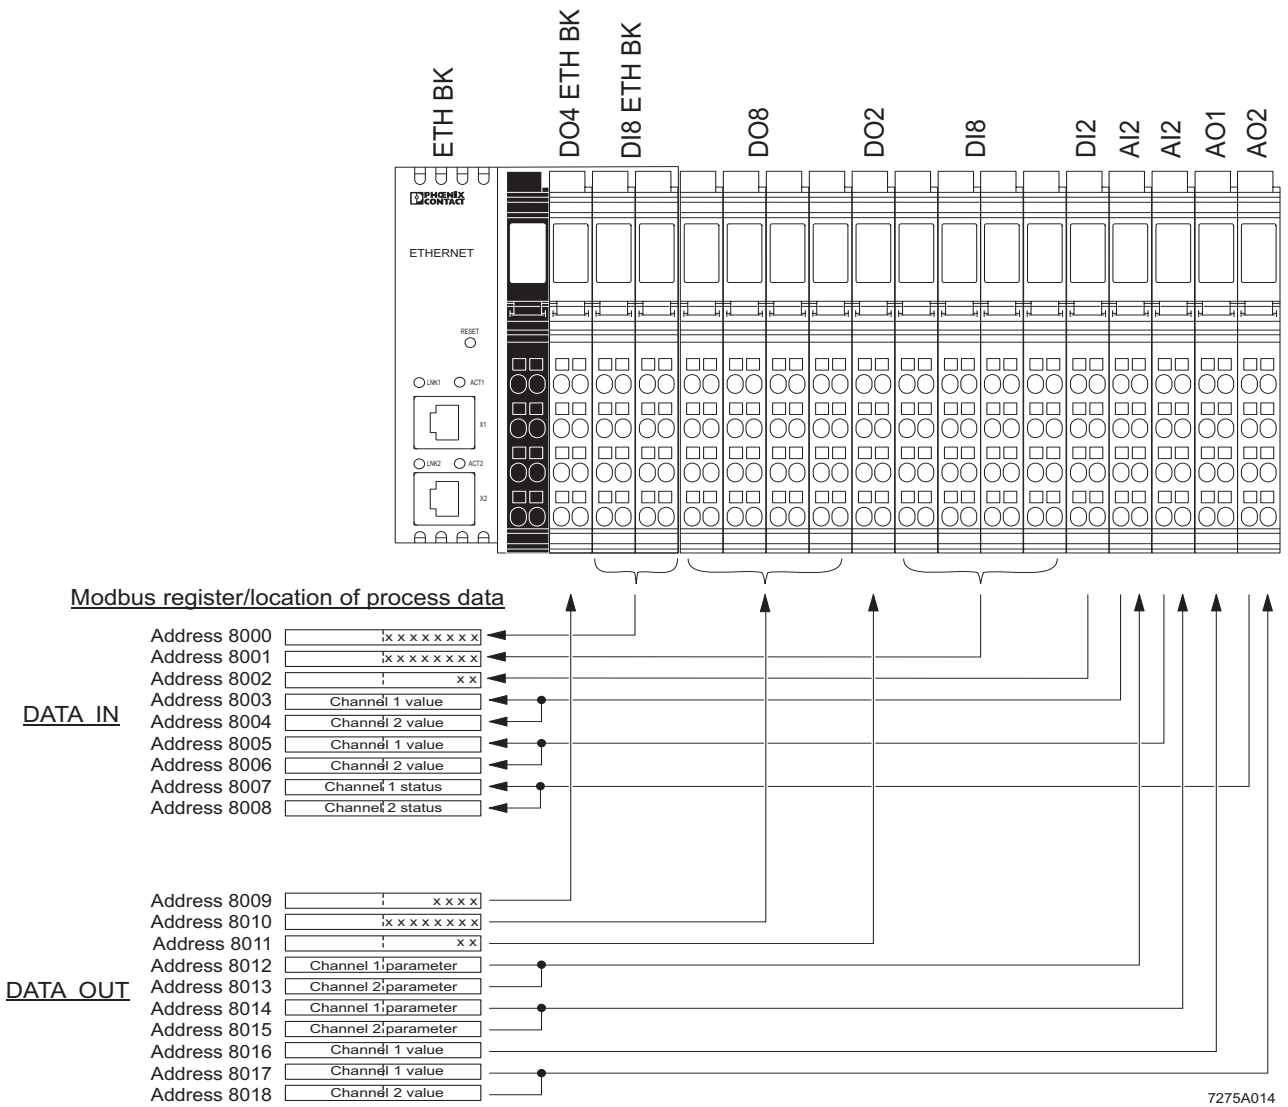 ETH BK
DO4 ETH BK
DI8 ETH BK
DO8
DO2
DI8
DI2
AI2
AI2
AO1
AO2
PHŒNIX
CONTACT
ETHERNET
RESET
LNK1 ACT1
X1
LNK2 ACT2
X2
Modbus register/location of process data
DATA IN
Address 8000 x x x x x x x x
Address 8001 x x x x x x x x
Address 8002 x x
Address 8003 Channel 1 value
Address 8004 Channel 2 value
Address 8005 Channel 1 value
Address 8006 Channel 2 value
Address 8007 Channel 1 status
Address 8008 Channel 2 status
DATA OUT
Address 8009 x x x x
Address 8010 x x x x x x x x
Address 8011 x x
Address 8012 Channel 1 parameter
Address 8013 Channel 2 parameter
Address 8014 Channel 1 parameter
Address 8015 Channel 2 parameter
Address 8016 Channel 1 value
Address 8017 Channel 1 value
Address 8018 Channel 2 value
7275A014